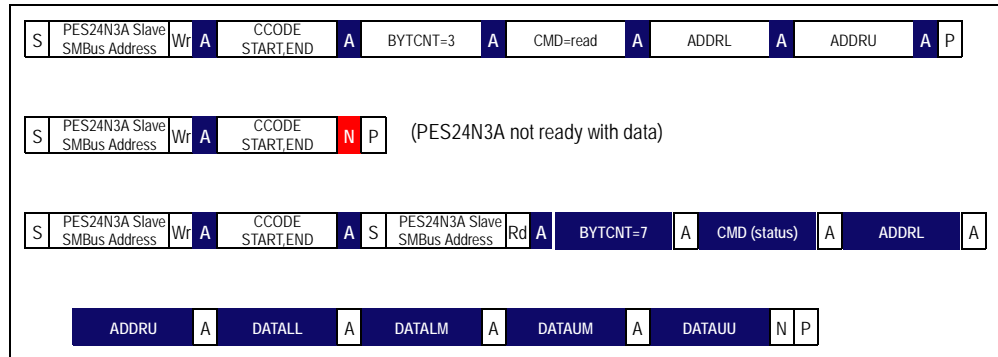 S PES24N3A Slave SMBus Address Wr A CCODE START,END A BYTCNT=3 A CMD=read A ADDRL A ADDRU A P
S PES24N3A Slave SMBus Address Wr A CCODE START,END N P (PES24N3A not ready with data)
S PES24N3A Slave SMBus Address Wr A CCODE START,END A S PES24N3A Slave SMBus Address Rd A BYTCNT=7 A CMD (status) A ADDRL A
ADDRU A DATALL A DATALM A DATAUM A DATAUU N P